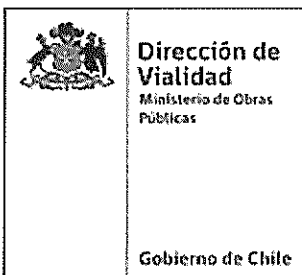 Dirección de
Vialidad
Ministerio de Obras
Públicas
Gobierno de Chile